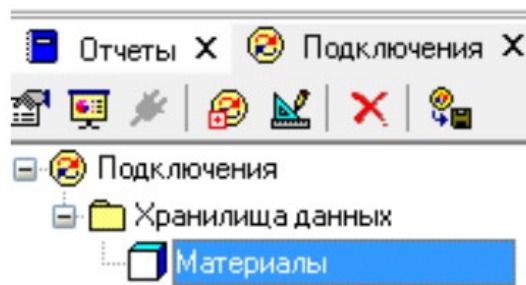 Отчеты X Подключения X
Подключения
Хранилища данных
Материалы